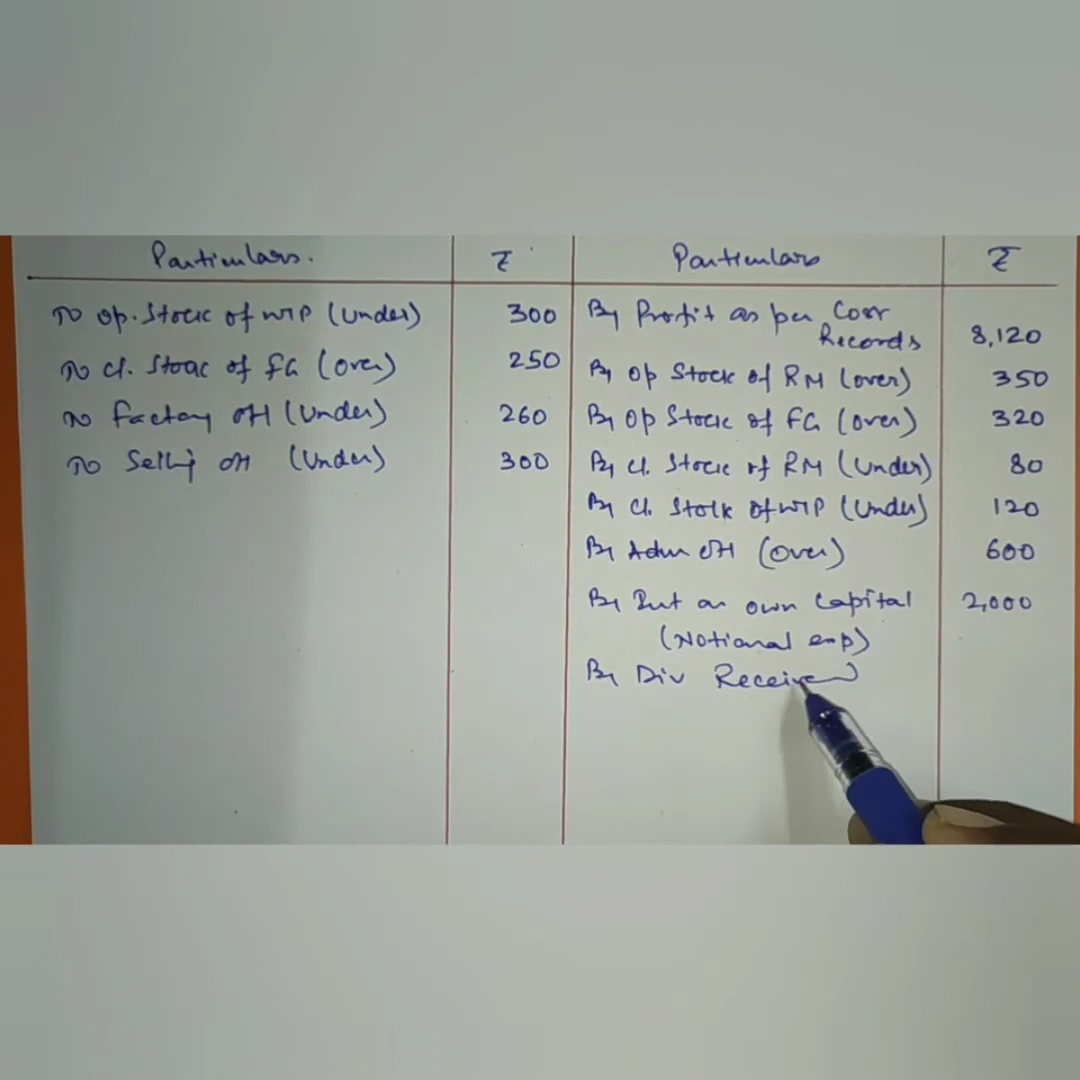 Particulars. ₹ Particulars ₹
To Op. Stock of WIP (Under) 300
To Cl. Stoac of FG (Over) 250
To Factory OH (Under) 260
To Selling OH (Under) 300
By Profit as per Cost
Records 8,120
By Op Stock of RM (over) 350
By Op Stock of FG (over) 320
By Cl. Stock of RM (Under) 80
By Cl. Stock of WIP (Under) 120
By Adm OH (Over) 600
By Int on own Capital 2,000
(Notional exp)
By Div Received